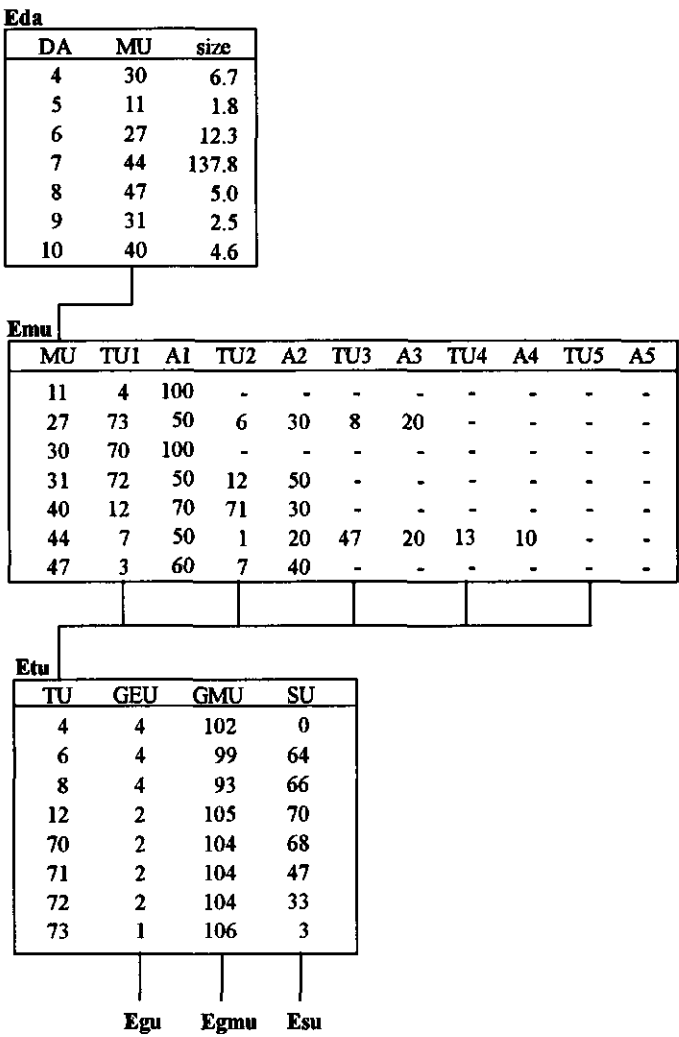 Eda
DA MU size
4 30 6.7
5 11 1.8
6 27 12.3
7 44 137.8
8 47 5.0
9 31 2.5
10 40 4.6
Emu
MU TU1 A1 TU2 A2 TU3 A3 TU4 A4 TU5 A5
11 4 100 - - - - - - - -
27 73 50 6 30 8 20 - - - -
30 70 100 - - - - - - - -
31 72 50 12 50 - - - - - -
40 12 70 71 30 - - - - - -
44 7 50 1 20 47 20 13 10 - -
47 3 60 7 40 - - - - - -
Etu
TU GEU GMU SU
4 4 102 0
6 4 99 64
8 4 93 66
12 2 105 70
70 2 104 68
71 2 104 47
72 2 104 33
73 1 106 3
Egu Egmu Esu